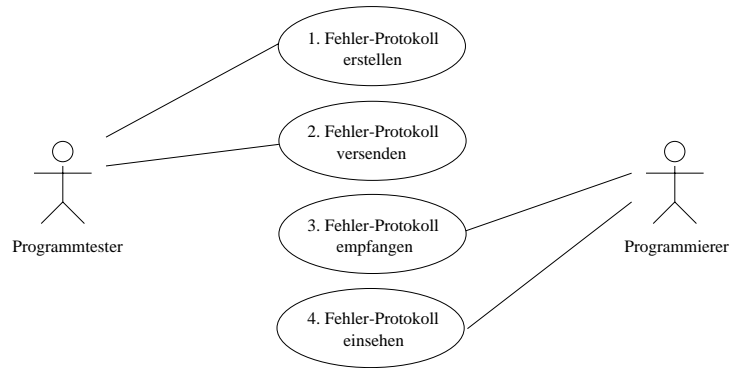 1. Fehler-Protokoll
erstellen
2. Fehler-Protokoll
versenden
3. Fehler-Protokoll
empfangen
4. Fehler-Protokoll
einsehen
Programmtester
Programmierer